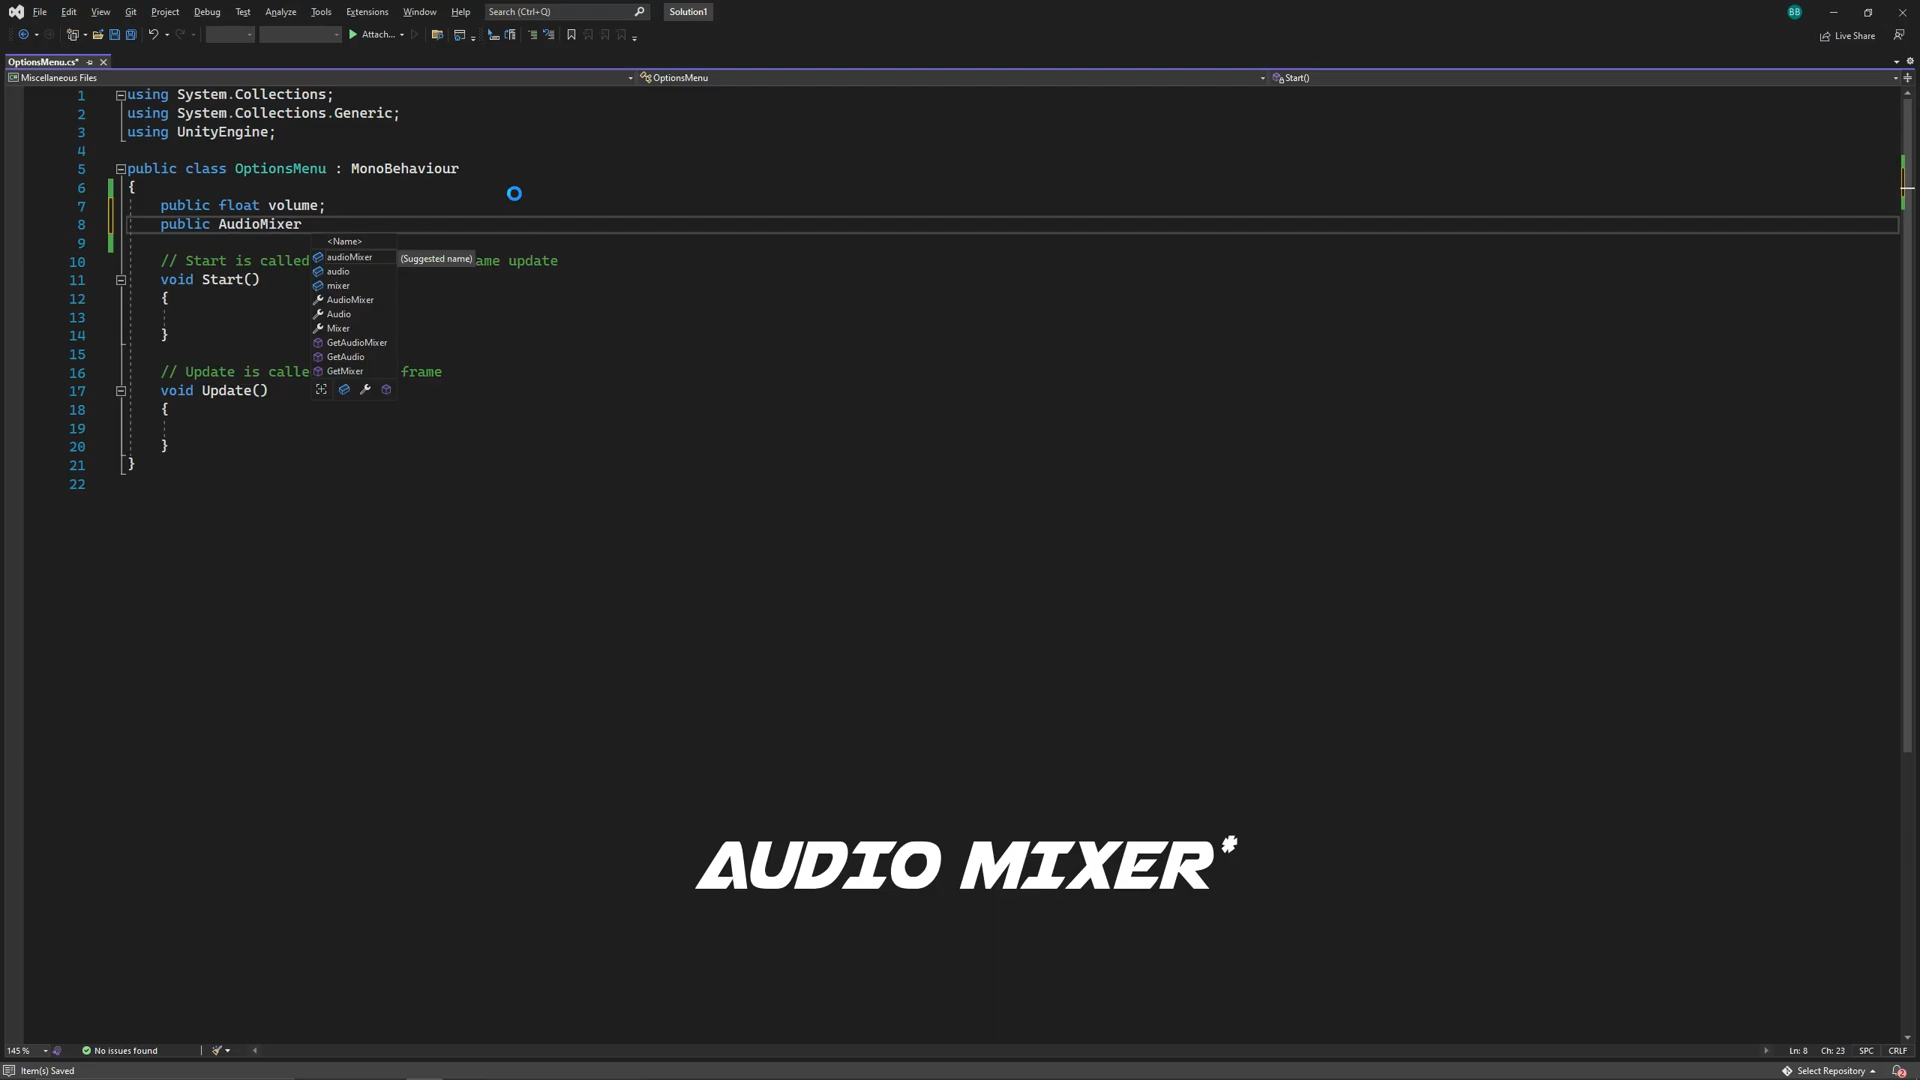 File Edit View Git Project Debug Test Analyze Tools Extensions Window Help Search (Ctrl+Q) Solution1 BB
Attach... Live Share
OptionsMenu.cs*
Miscellaneous Files OptionsMenu Start()
1 using System.Collections;
2 using System.Collections.Generic;
3 using UnityEngine;
4
5 public class OptionsMenu : MonoBehaviour
6 {
7 public float volume;
8 public AudioMixer
9 <Name>
audioMixer (Suggested name)
10 // Start is called ame update
audio
11 void Start()
mixer
12 {
AudioMixer
13 Audio
14 } Mixer
GetAudioMixer
15 GetAudio
16 // Update is calle frame
GetMixer
17 void Update()
18 {
19
20 }
21 }
22
AUDIO MIXER*
145 % No issues found Ln: 8 Ch: 23 SPC CRLF
Item(s) Saved Select Repository 2